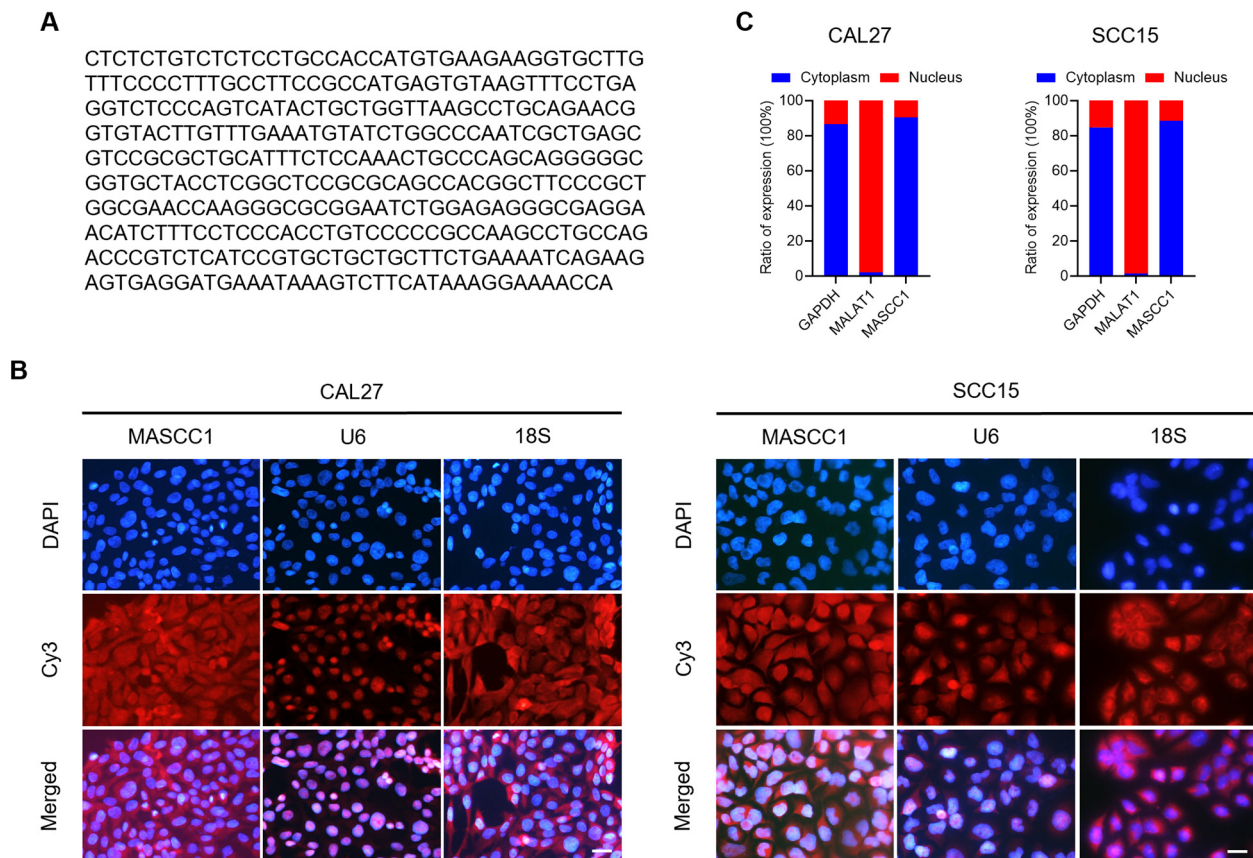 A
CTCTCTGTCTCTCCTGCCACCATGTGAAGAAGGTGCTTG
TTTCCCCTTTGCCTTCCGCCATGAGTGTAAGTTTCCTGA
GGTCTCCCAGTCATACTGCTGGTTAAGCCTGCAGAACG
GTGTACTTGTTTGAAATGTATCTGGCCCAATCGCTGAGC
GTCCGCGCTGCATTTCTCCAAACTGCCCAGCAGGGGGC
GGTGCTACCTCGGCTCCGCGCAGCCACGGCTTCCCGCT
GGCGAACCAAGGGCGCGGAATCTGGAGAGGGCGAGGA
ACATCTTTCCTCCCACCTGTCCCCCGCCAAGCCTGCCAG
ACCCGTCTCATCCGTGCTGCTGCTTCTGAAAATCAGAAG
AGTGAGGATGAAATAAAGTCTTCATAAAGGAAAACCA
C
CAL27
Cytoplasm Nucleus
Ratio of expression (100%)
100
80
60
40
20
0
GAPDH
MALAT1
MASCC1
SCC15
Cytoplasm Nucleus
Ratio of expression (100%)
100
80
60
40
20
0
GAPDH
MALAT1
MASCC1
B
CAL27
MASCC1 U6 18S
DAPI
Cy3
Merged
SCC15
MASCC1 U6 18S
DAPI
Cy3
Merged